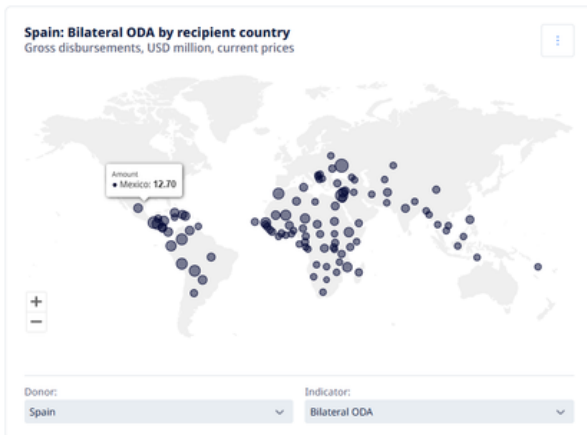 Spain: Bilateral ODA by recipient country
Gross disbursements, USD million, current prices
Amount
Mexico: 12.70
+
−
Donor:
Indicator:
Spain
Bilateral ODA